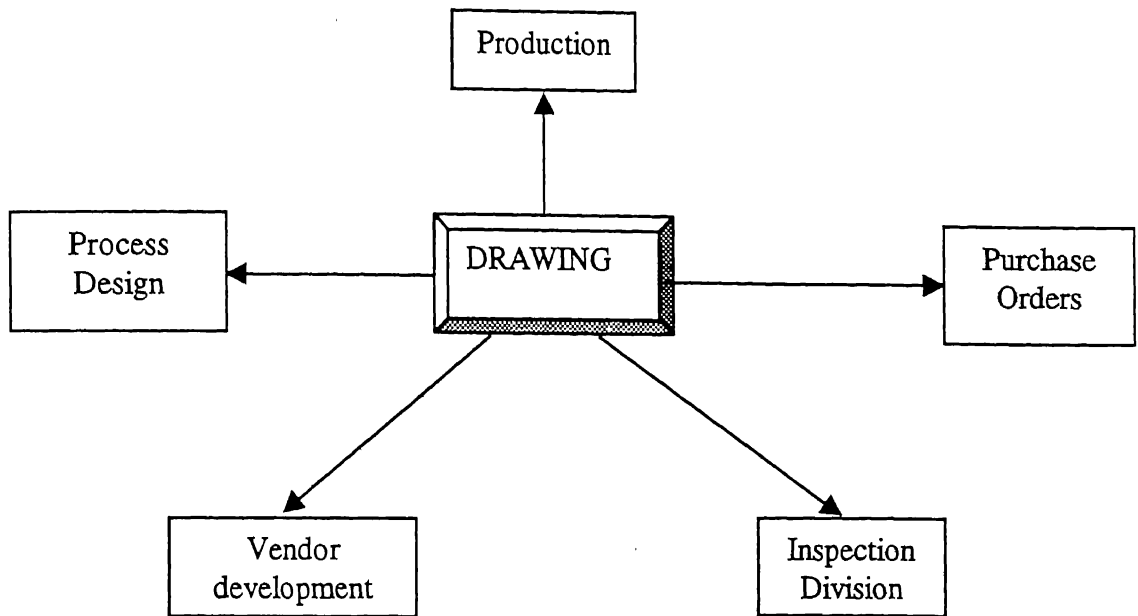 Production
Process
Design
DRAWING
Purchase
Orders
Vendor
development
Inspection
Division